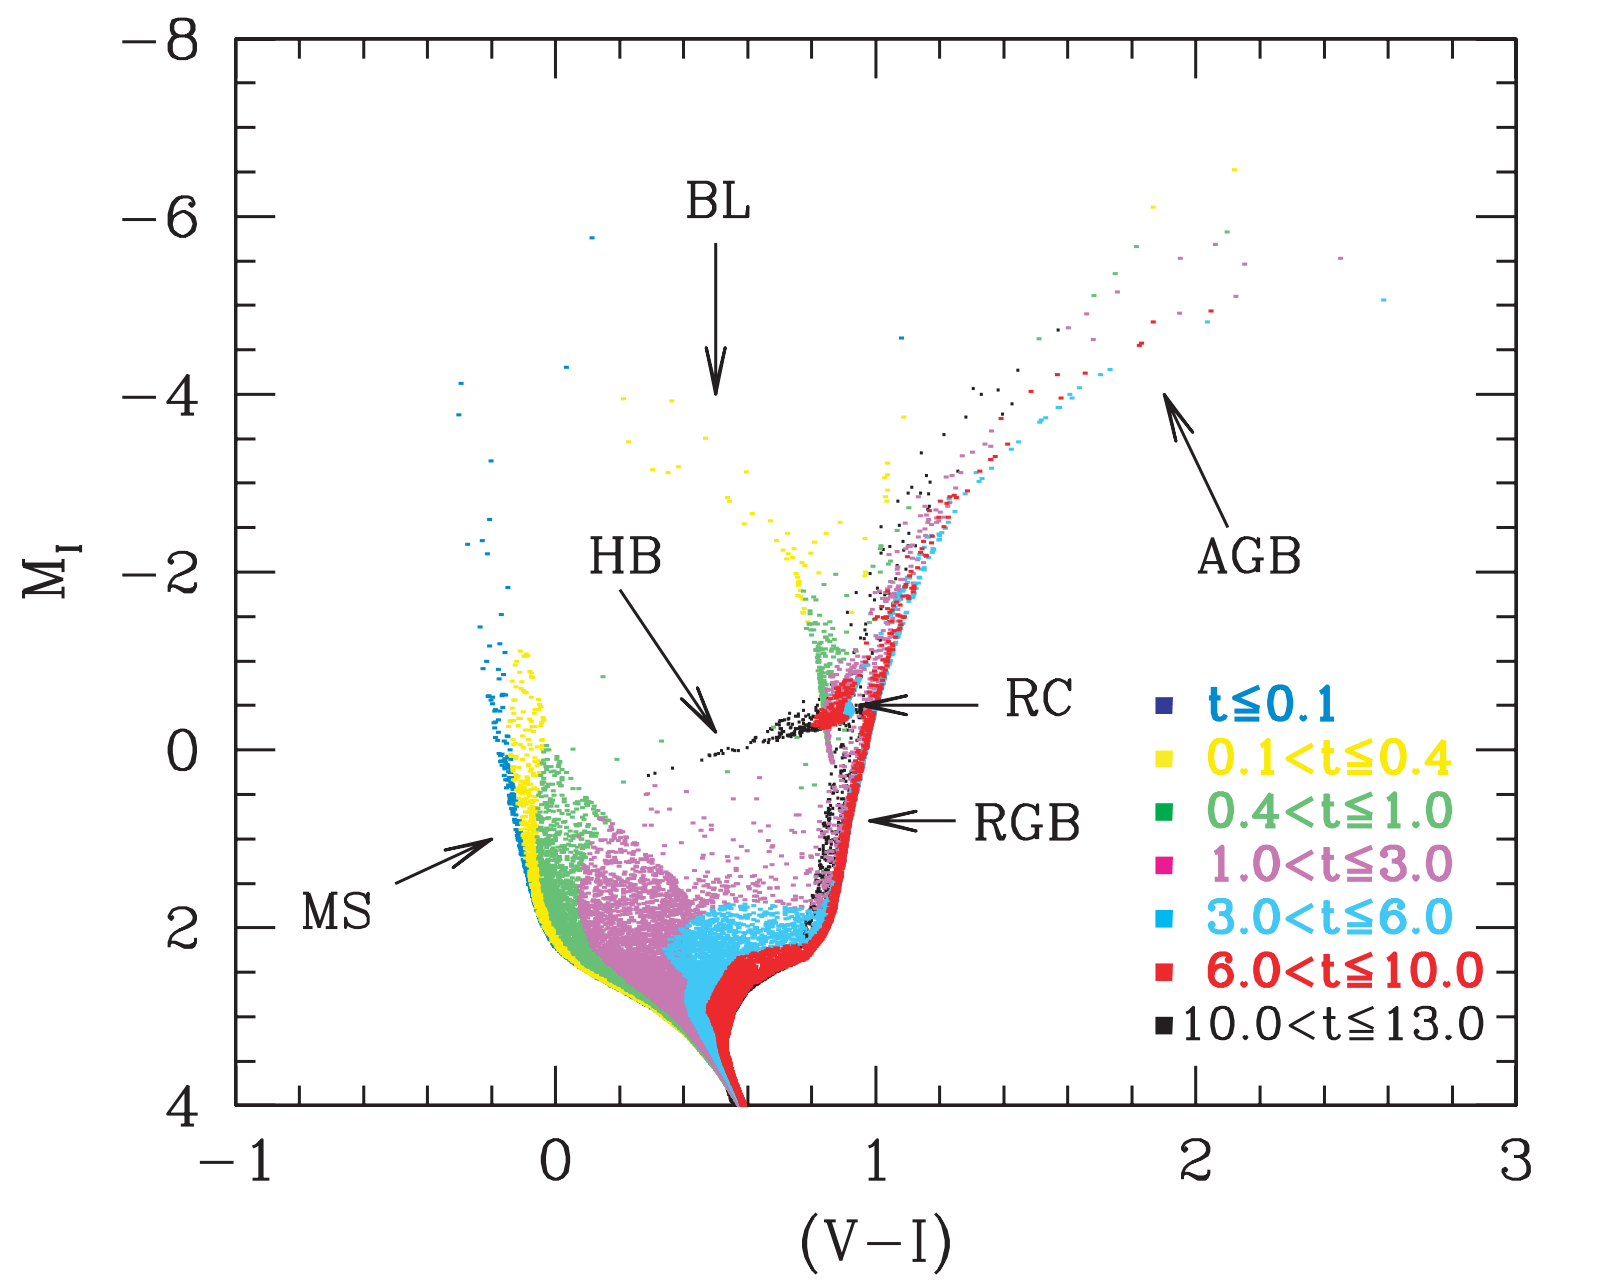 −8
−6
−4
−2
0
2
4
M_I
BL
HB
AGB
RC
RGB
MS
t≦0.1
0.1<t≦0.4
0.4<t≦1.0
1.0<t≦3.0
3.0<t≦6.0
6.0<t≦10.0
10.0<t≦13.0
−1 0 1 2 3
(V−I)